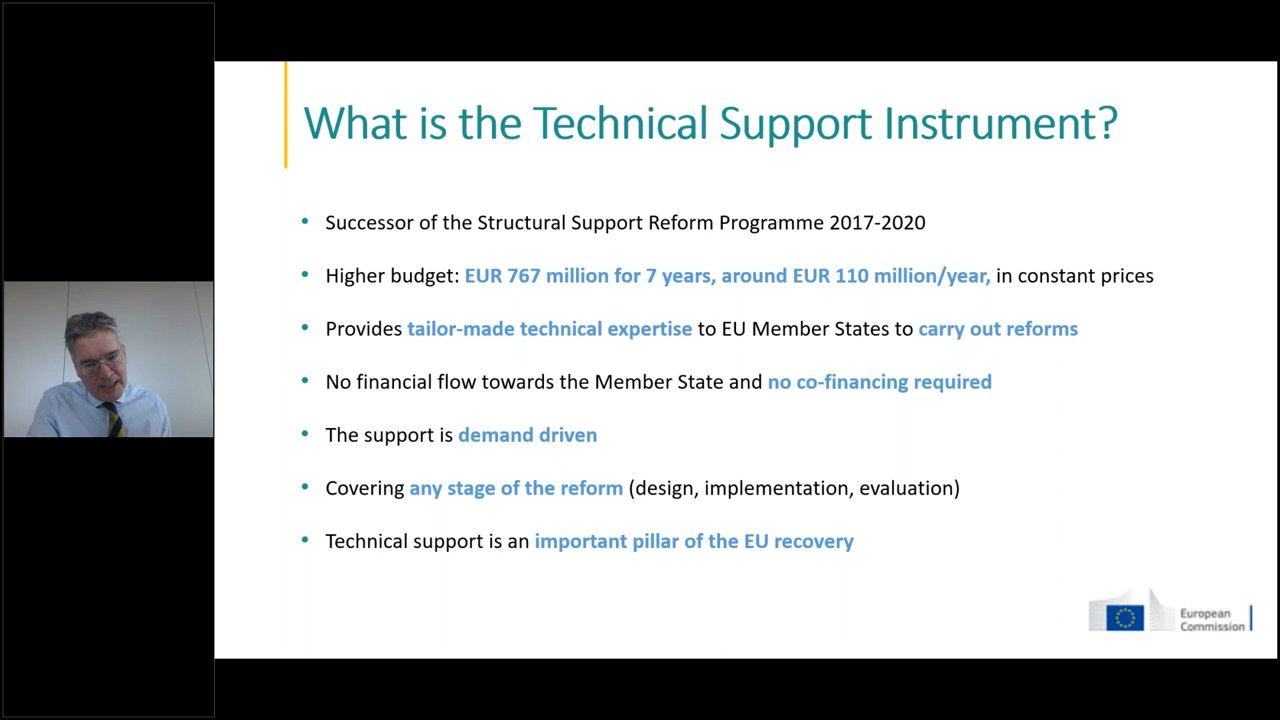 What is the Technical Support Instrument?
• Successor of the Structural Support Reform Programme 2017-2020
• Higher budget: EUR 767 million for 7 years, around EUR 110 million/year, in constant prices
• Provides tailor-made technical expertise to EU Member States to carry out reforms
• No financial flow towards the Member State and no co-financing required
• The support is demand driven
• Covering any stage of the reform (design, implementation, evaluation)
• Technical support is an important pillar of the EU recovery
European
Commission